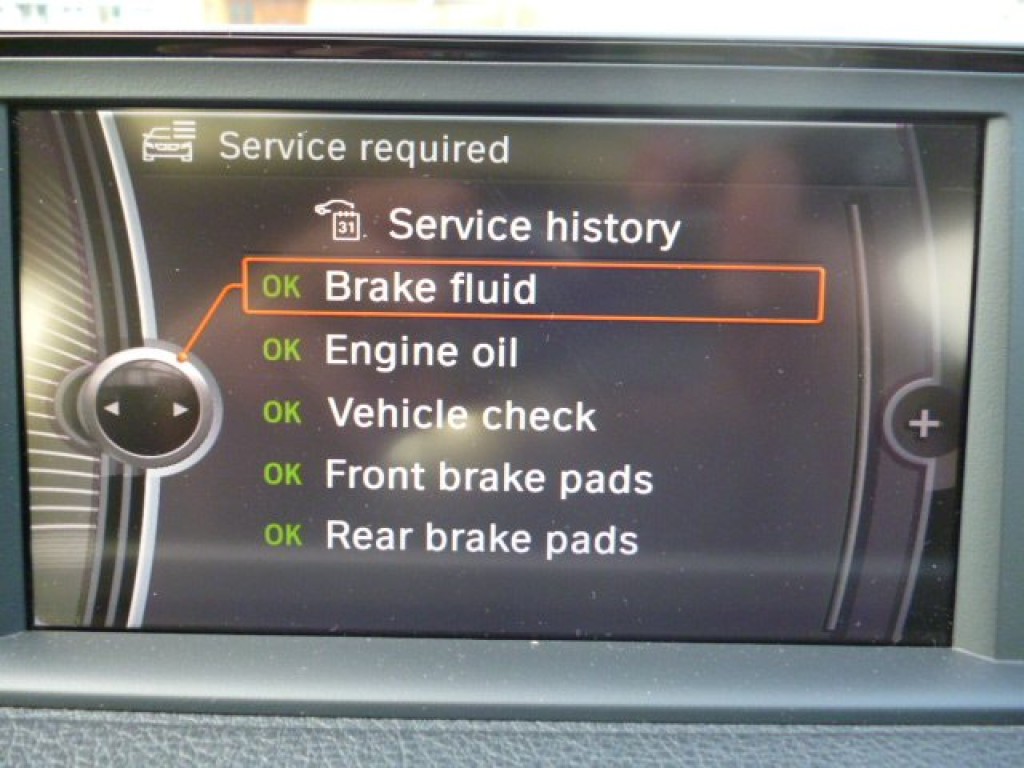 Service required
31 Service history
OK Brake fluid
OK Engine oil
OK Vehicle check
OK Front brake pads
OK Rear brake pads
+